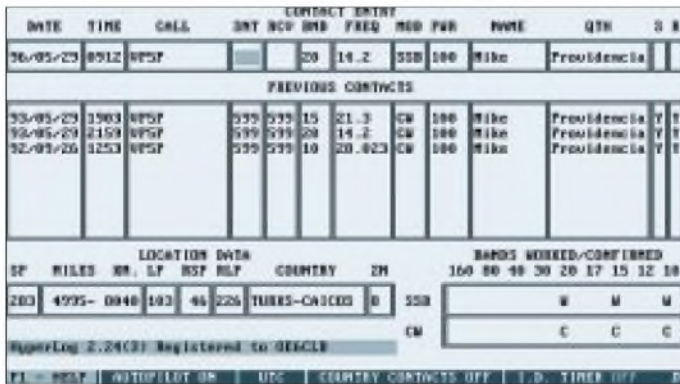 CONTACT ENTRY
DATE TIME CALL SNT RCV BND FREQ MOD PWR NAME QTH S R
96/05/29 0912 VP5P 20 14.2 SSB 100 Mike Providencia
PREVIOUS CONTACTS
93/05/29 1903 VP5P 599 599 15 21.3 CW 100 Mike Providencia Y Y
93/05/29 2159 VP5P 599 599 20 14.2 CW 100 Mike Providencia Y Y
92/09/26 1253 VP5P 599 599 10 28.023 CW 100 Mike Providencia Y Y
LOCATION DATA BANDS WORKED/CONFIRMED
SP MILES KM. LP RSP RLP COUNTRY ZN 160 80 40 30 20 17 15 12 10
283 4995- 8040 103 46 226 TURKS-CAICOS 8 SSB W W W
CW C C C
HyperLog 2.24(3) Registered to
F1 - HELP AUTOPILOT ON UTC COUNTRY CONTACTS OFF I.D. TIMER OFF